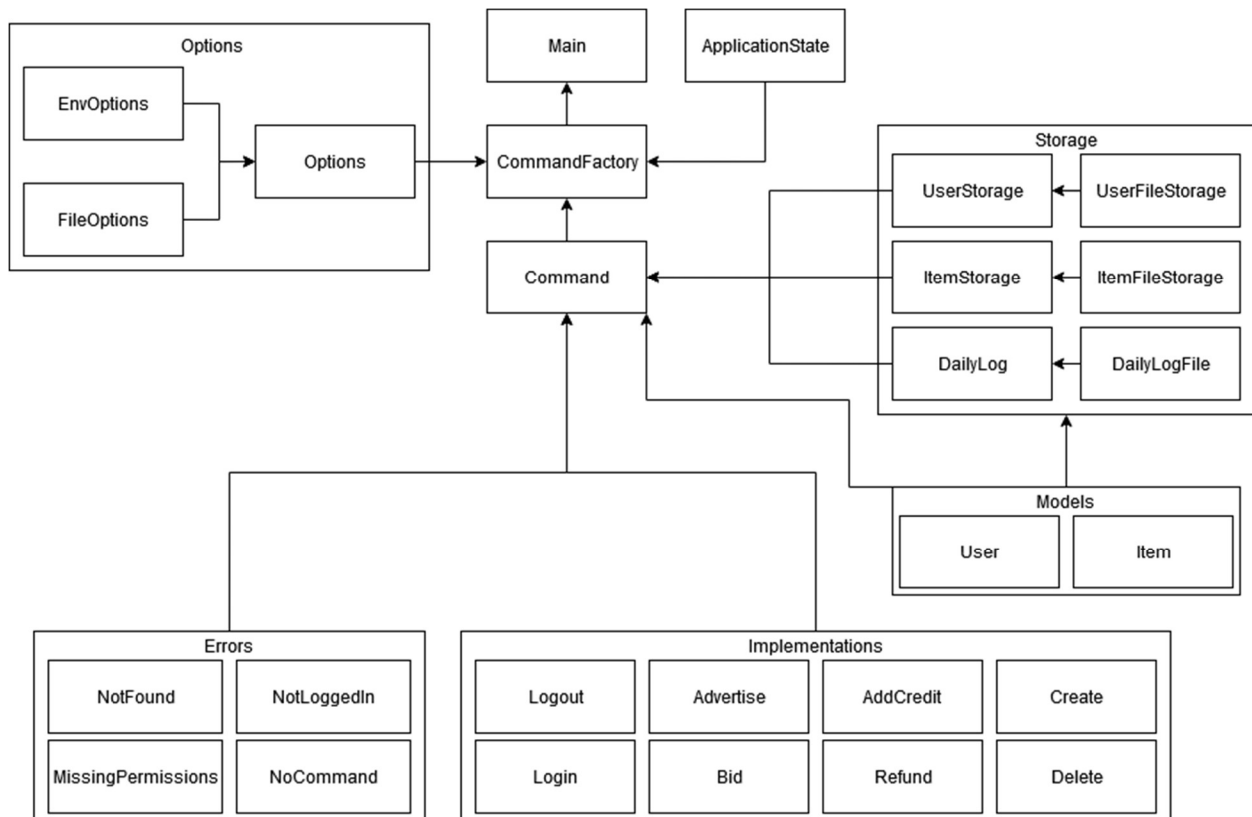 Options
EnvOptions
FileOptions
Options
Main
ApplicationState
CommandFactory
Command
Storage
UserStorage
UserFileStorage
ItemStorage
ItemFileStorage
DailyLog
DailyLogFile
Models
User
Item
Errors
NotFound
NotLoggedIn
MissingPermissions
NoCommand
Implementations
Logout
Advertise
AddCredit
Create
Login
Bid
Refund
Delete